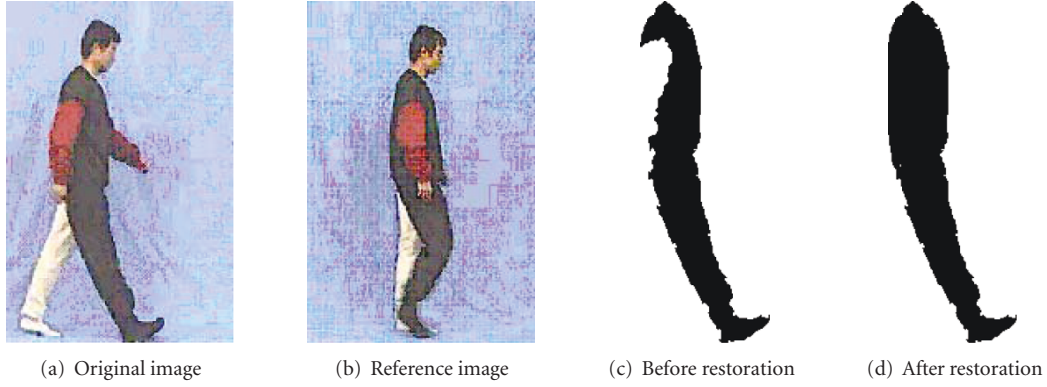 (a) Original image
(b) Reference image
(c) Before restoration
(d) After restoration